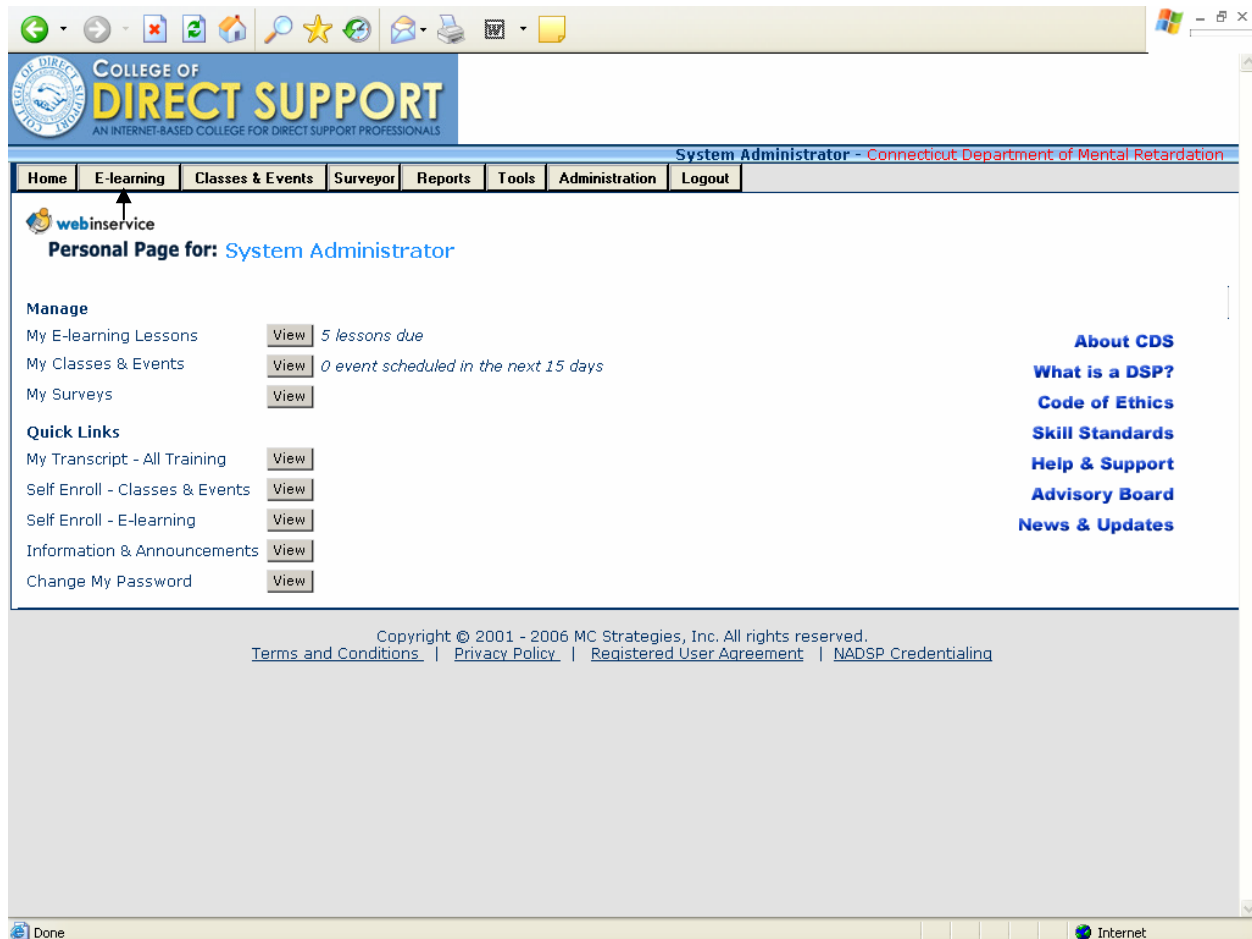 COLLEGE OF
DIRECT SUPPORT
AN INTERNET-BASED COLLEGE FOR DIRECT SUPPORT PROFESSIONALS
COLLEGE OF DIRECT SUPPORT
System Administrator - Connecticut Department of Mental Retardation
Home E-learning Classes & Events Surveyor Reports Tools Administration Logout
webinservice
Personal Page for: System Administrator
Manage
My E-learning Lessons View 5 lessons due
My Classes & Events View 0 event scheduled in the next 15 days
My Surveys View
Quick Links
My Transcript - All Training View
Self Enroll - Classes & Events View
Self Enroll - E-learning View
Information & Announcements View
Change My Password View
About CDS
What is a DSP?
Code of Ethics
Skill Standards
Help & Support
Advisory Board
News & Updates
Copyright © 2001 - 2006 MC Strategies, Inc. All rights reserved.
Terms and Conditions | Privacy Policy | Registered User Agreement | NADSP Credentialing
Done Internet